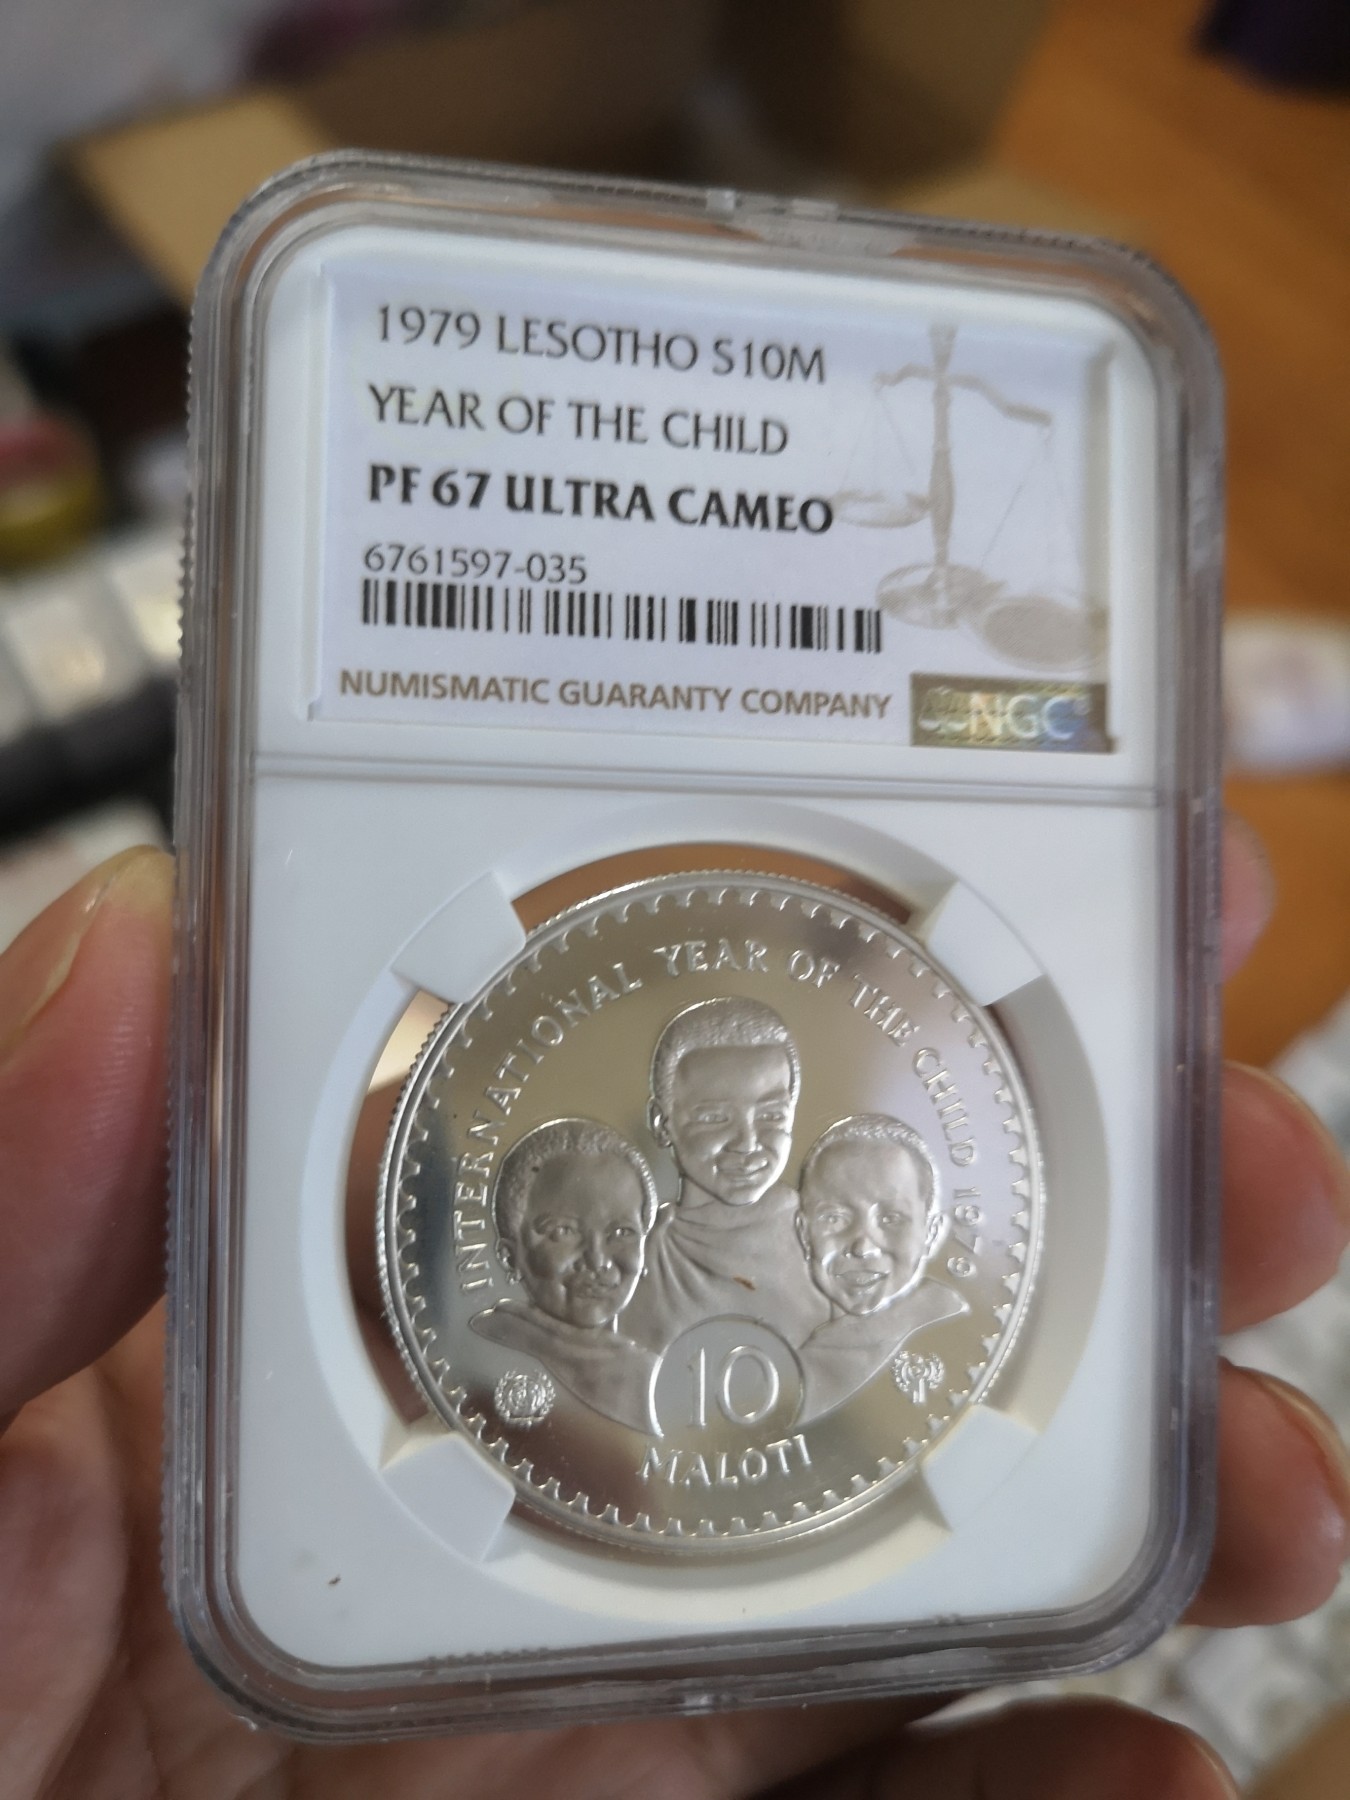 1979 LESOTHO S10M
YEAR OF THE CHILD
PF 67 ULTRA CAMEO
6761597-035
NUMISMATIC GUARANTY COMPANY
NGC
INTERNATIONAL YEAR OF THE CHILD 1979
10
MALOTI